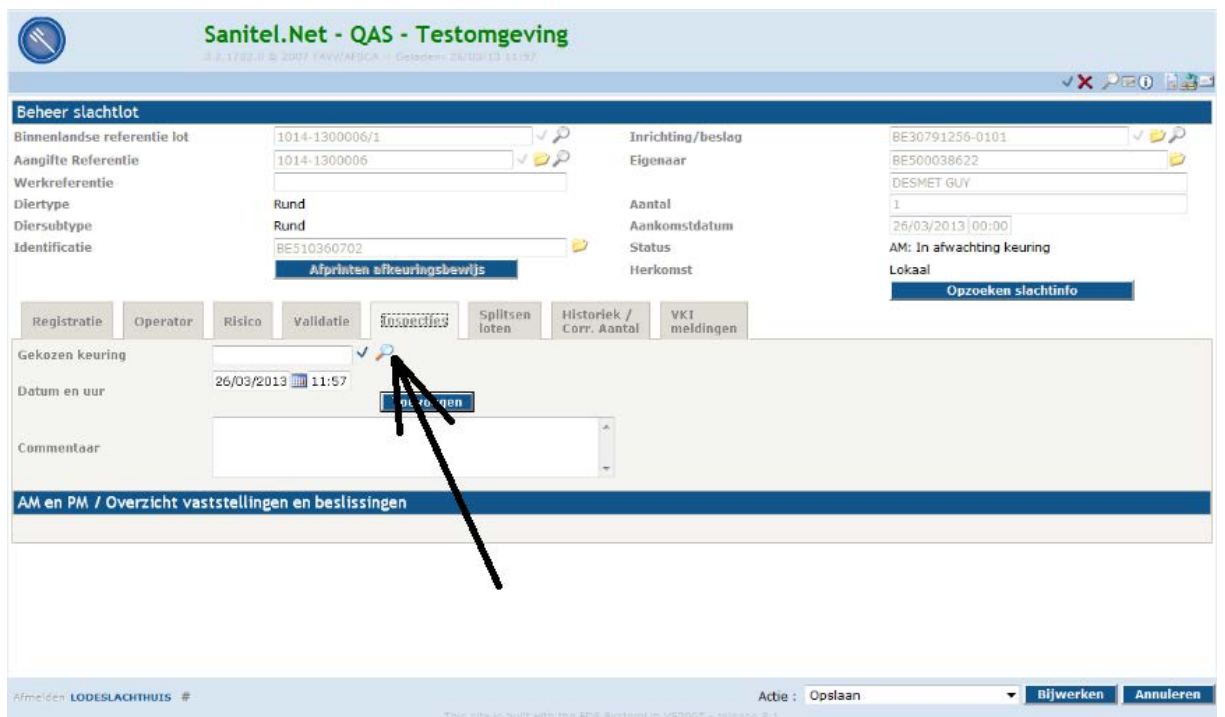 Sanitel.Net - QAS - Testomgeving
Beheer slachtlot
Binnenlandse referentie lot 1014-1300006/1 Inrichting/beslag BE30791256-0101
Aangifte Referentie 1014-1300006 Eigenaar BE500038622
Werkreferentie DESMET GUY
Diertype Rund Aantal 1
Diersubtype Rund Aankomstdatum 26/03/2013 00:00
Identificatie BE510360702 Status AM: In afwachting keuring
Afprinten afkeuringsbewijs Herkomst Lokaal
Opzoeken slachtinfo
Registratie Operator Risico Validatie Inspecties Splitsen loten Historiek / Corr. Aantal VKI meldingen
Gekozen keuring
Datum en uur 26/03/2013 11:57
Commentaar
AM en PM / Overzicht vaststellingen en beslissingen
Afmelden LODESLACHTHUIS # Actie : Opslaan Bijwerken Annuleren